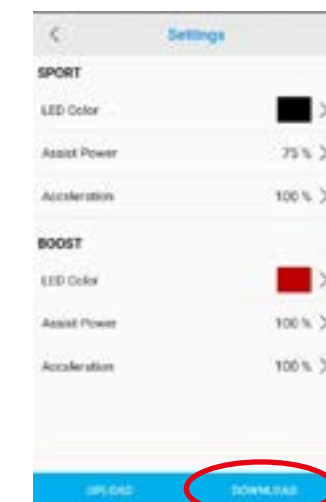 Settings
SPORT
LED Color
Assist Power 75 %
Acceleration 100 %
BOOST
LED Color
Assist Power 100 %
Acceleration 100 %
UPLOAD DOWNLOAD